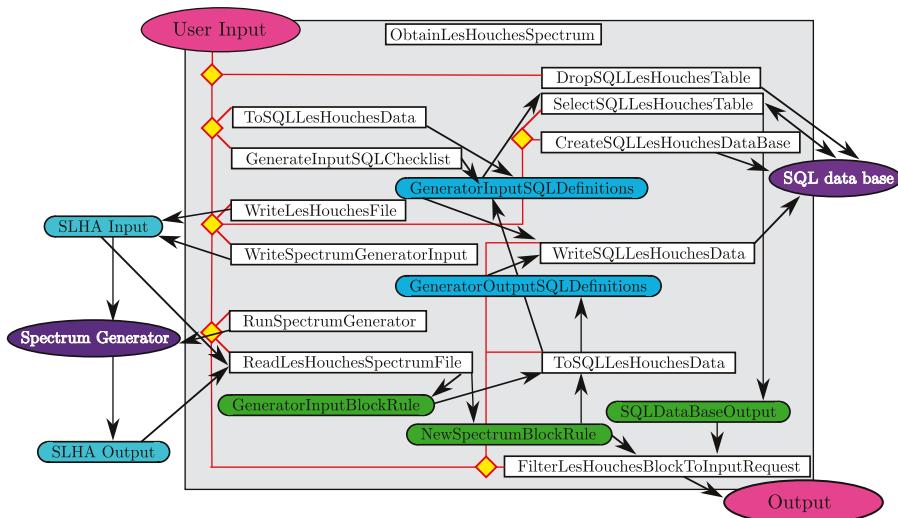 User Input
ObtainLesHouchesSpectrum
DropSQLLesHouchesTable
SelectSQLLesHouchesTable
ToSQLLesHouchesData
CreateSQLLesHouchesDataBase
GenerateInputSQLChecklist
SQL data base
GeneratorInputSQLDefinitions
WriteLesHouchesFile
SLHA Input
WriteSpectrumGeneratorInput
WriteSQLLesHouchesData
GeneratorOutputSQLDefinitions
RunSpectrumGenerator
Spectrum Generator
ReadLesHouchesSpectrumFile
ToSQLLesHouchesData
GeneratorInputBlockRule
SQLDataBaseOutput
NewSpectrumBlockRule
SLHA Output
FilterLesHouchesBlockToInputRequest
Output